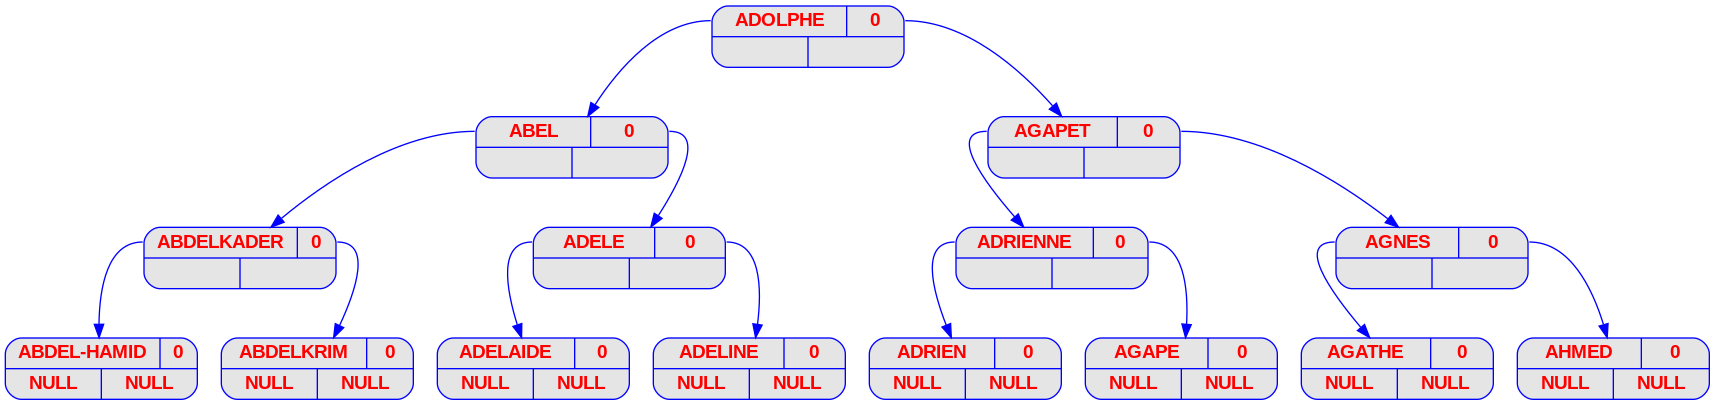 ADOLPHE 0
ABEL 0 AGAPET 0
ABDELKADER 0 ADELE 0 ADRIENNE 0 AGNES 0
ABDEL-HAMID 0 ABDELKRIM 0 ADELAIDE 0 ADELINE 0 ADRIEN 0 AGAPE 0 AGATHE 0 AHMED 0
NULL NULL NULL NULL NULL NULL NULL NULL NULL NULL NULL NULL NULL NULL NULL NULL